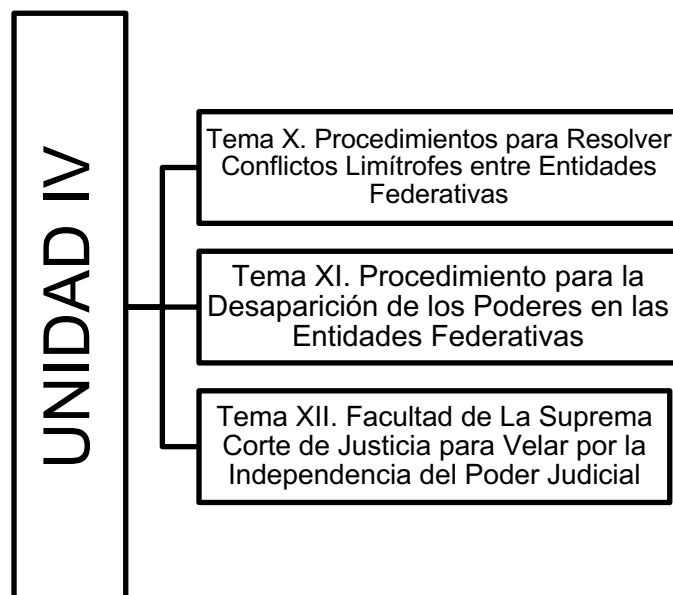 UNIDAD IV
Tema X. Procedimientos para Resolver
Conflictos Limítrofes entre Entidades
Federativas
Tema XI. Procedimiento para la
Desaparición de los Poderes en las
Entidades Federativas
Tema XII. Facultad de La Suprema
Corte de Justicia para Velar por la
Independencia del Poder Judicial